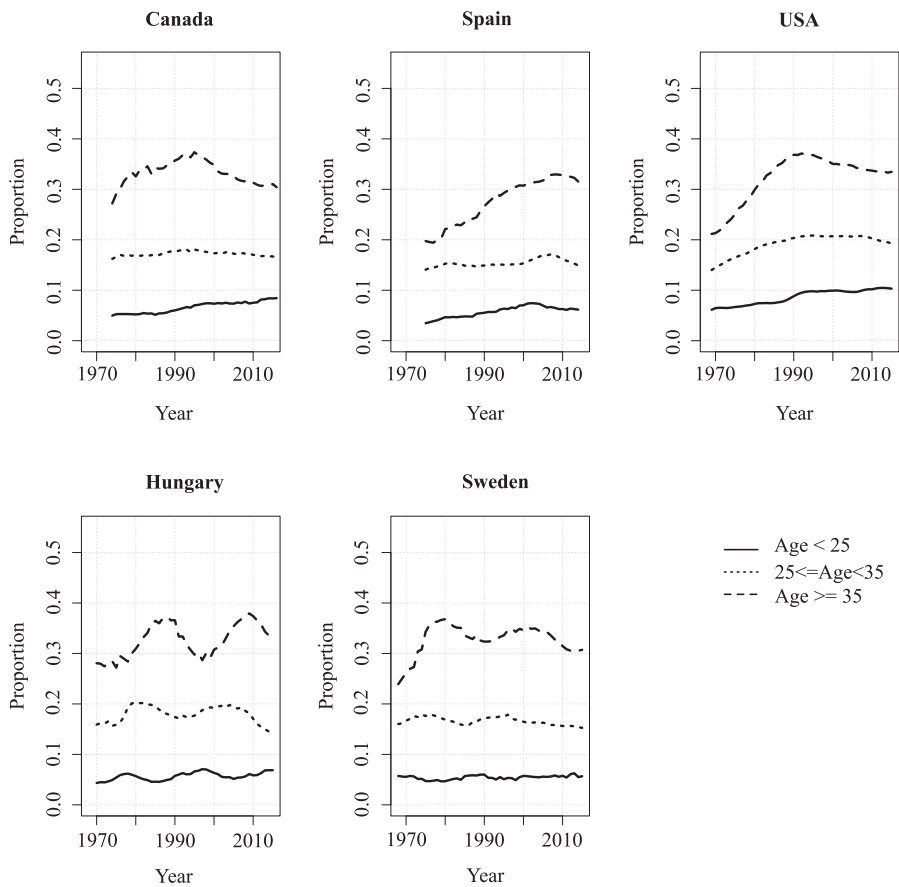 Canada
Spain
USA
Proportion
0.0 0.1 0.2 0.3 0.4 0.5
1970 1990 2010
Year
Proportion
0.0 0.1 0.2 0.3 0.4 0.5
1970 1990 2010
Year
Proportion
0.0 0.1 0.2 0.3 0.4 0.5
1970 1990 2010
Year
Hungary
Sweden
Proportion
0.0 0.1 0.2 0.3 0.4 0.5
1970 1990 2010
Year
Proportion
0.0 0.1 0.2 0.3 0.4 0.5
1970 1990 2010
Year
Age < 25
25<=Age<35
Age >= 35